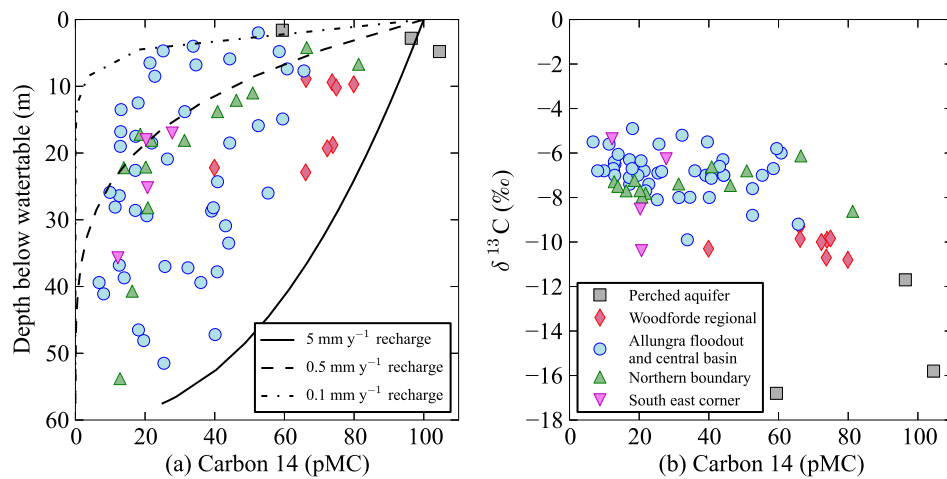 0
10
20
30
40
50
60
Depth below watertable (m)
0
20
40
60
80
100
(a) Carbon 14 (pMC)
5 mm y⁻¹ recharge
0.5 mm y⁻¹ recharge
0.1 mm y⁻¹ recharge
0
−2
−4
−6
−8
−10
−12
−14
−16
−18
δ ¹³C (‰)
0
20
40
60
80
100
(b) Carbon 14 (pMC)
Perched aquifer
Woodforde regional
Allungra floodout
and central basin
Northern boundary
South east corner